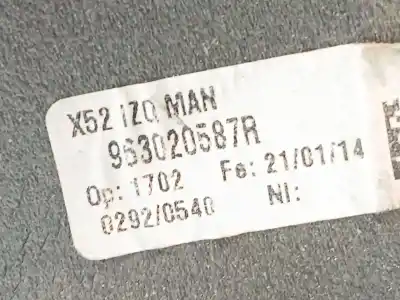 X52 IZQ MAN
963020587R
Op: 1702 Fe: 21/01/14
0292/0540 NI: